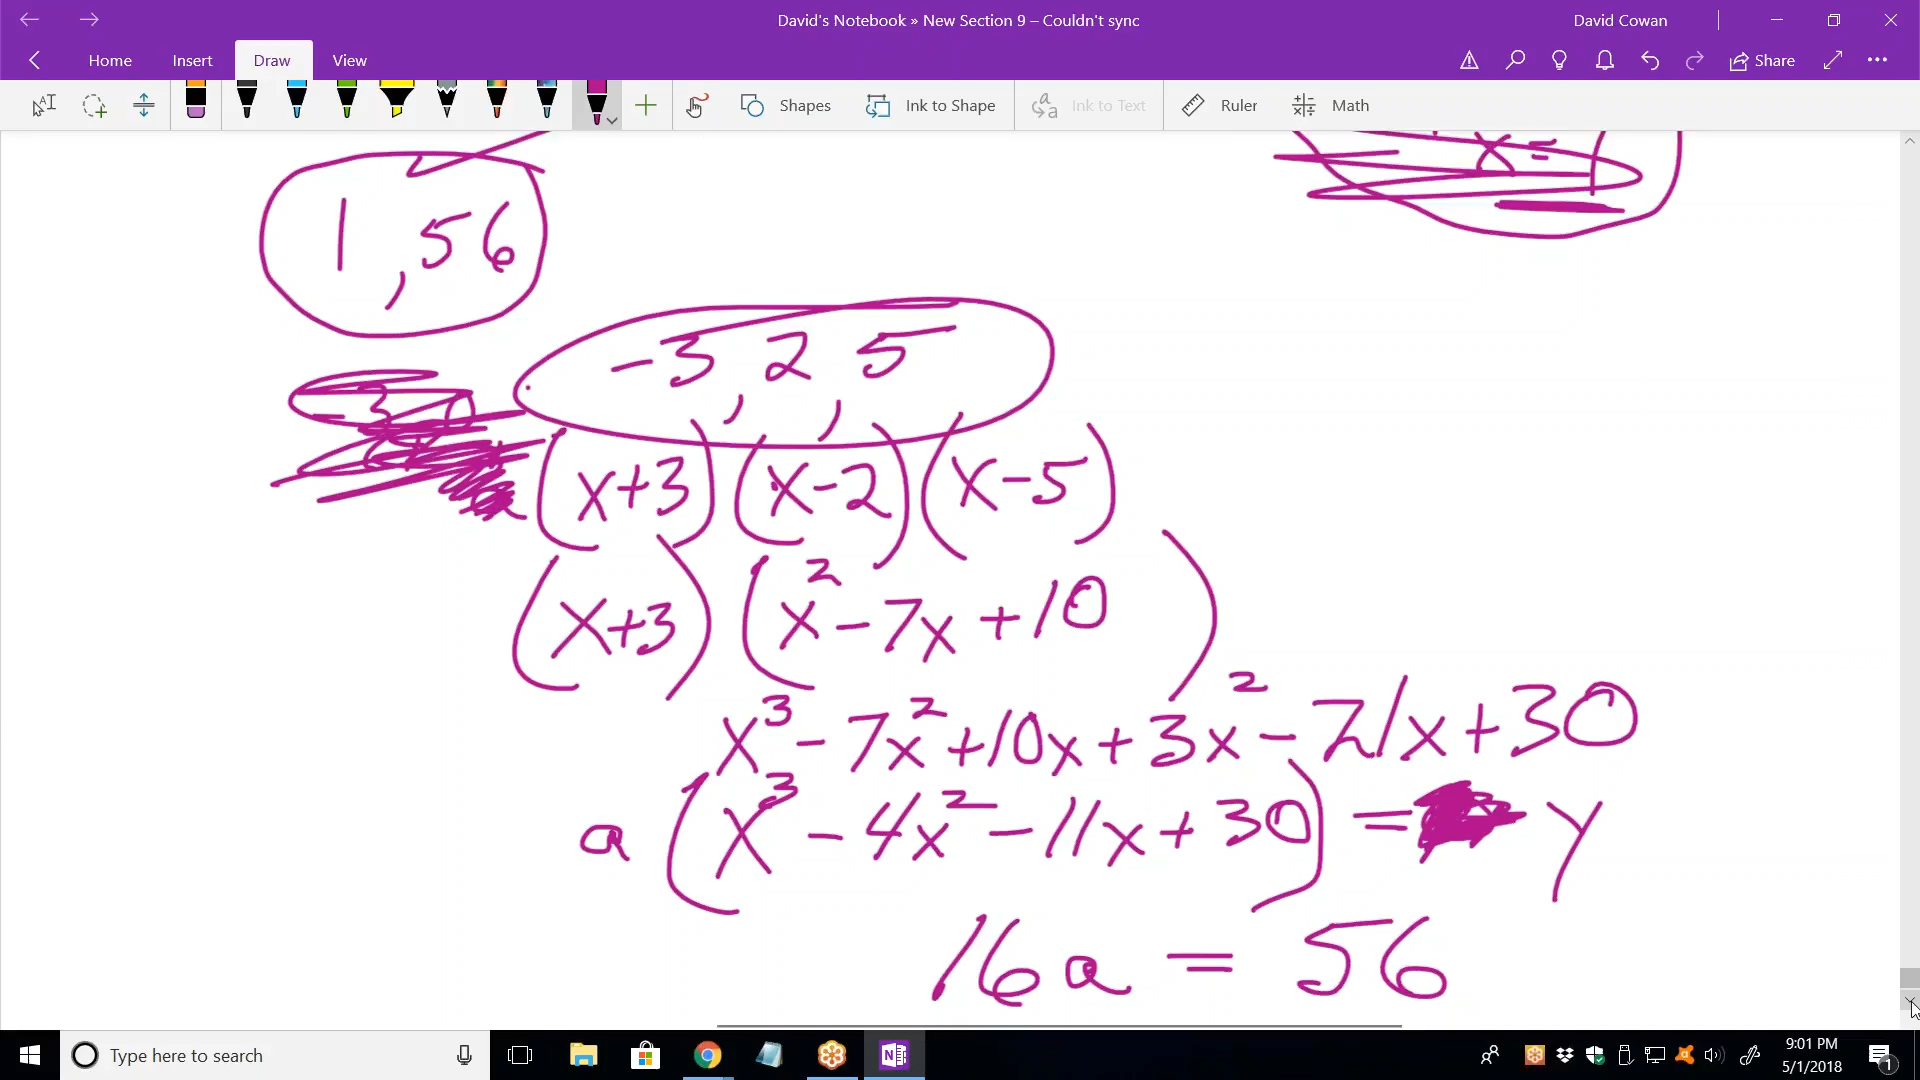 David's Notebook » New Section 9 – Couldn't sync
David Cowan
Home Insert Draw View
Share
Shapes Ink to Shape Ink to Text Ruler Math
x=1
1, 56
-3, 2, 5
(x+3)(x-2)(x-5)
(x+3)(x²-7x+10)
x³-7x²+10x+3x²-21x+30
a(x³-4x²-11x+30)= y
16a = 56
Type here to search
9:01 PM
5/1/2018
1